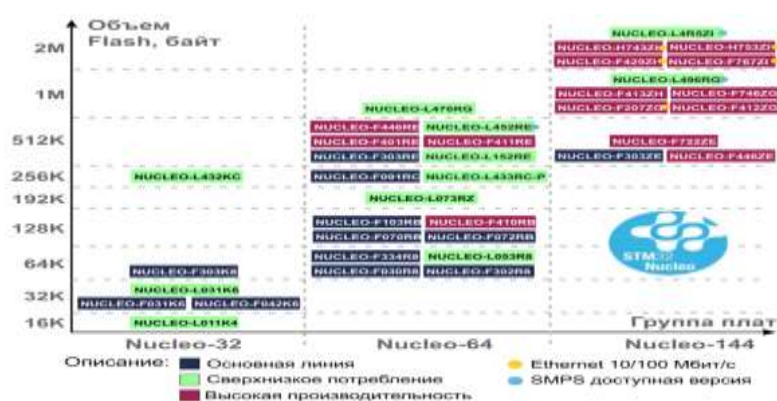 Объем
Flash, байт
NUCLEO-L4R5ZI
2M
NUCLEO-H743ZI NUCLEO-H753ZI
NUCLEO-F429ZI NUCLEO-F767ZI
NUCLEO-L496RG
1M
NUCLEO-F413ZH NUCLEO-F746ZG
NUCLEO-L476RG
NUCLEO-F207ZG NUCLEO-F412ZG
NUCLEO-F446RE NUCLEO-L452RE
512K
NUCLEO-F401RE NUCLEO-F411RE
NUCLEO-F722ZE
NUCLEO-F303RE NUCLEO-L152RE
NUCLEO-F303ZE NUCLEO-F446ZE
256K
NUCLEO-L432KC
NUCLEO-F091RC NUCLEO-L433RC-P
192K
NUCLEO-L073RZ
128K
NUCLEO-F103RB NUCLEO-F410RB
NUCLEO-F070RB NUCLEO-F072RB
STM32
Nucleo
64K
NUCLEO-F303K8
NUCLEO-F334R8 NUCLEO-L053R8
NUCLEO-F030R8 NUCLEO-F302R8
32K
NUCLEO-L031K6
NUCLEO-F031K6 NUCLEO-F042K6
16K
NUCLEO-L011K4
Группа плат
Nucleo-32 Nucleo-64 Nucleo-144
Описание:
Основная линия
Сверхнизкое потребление
Высокая производительность
Ethernet 10/100 Мбит/с
SMPS доступная версия